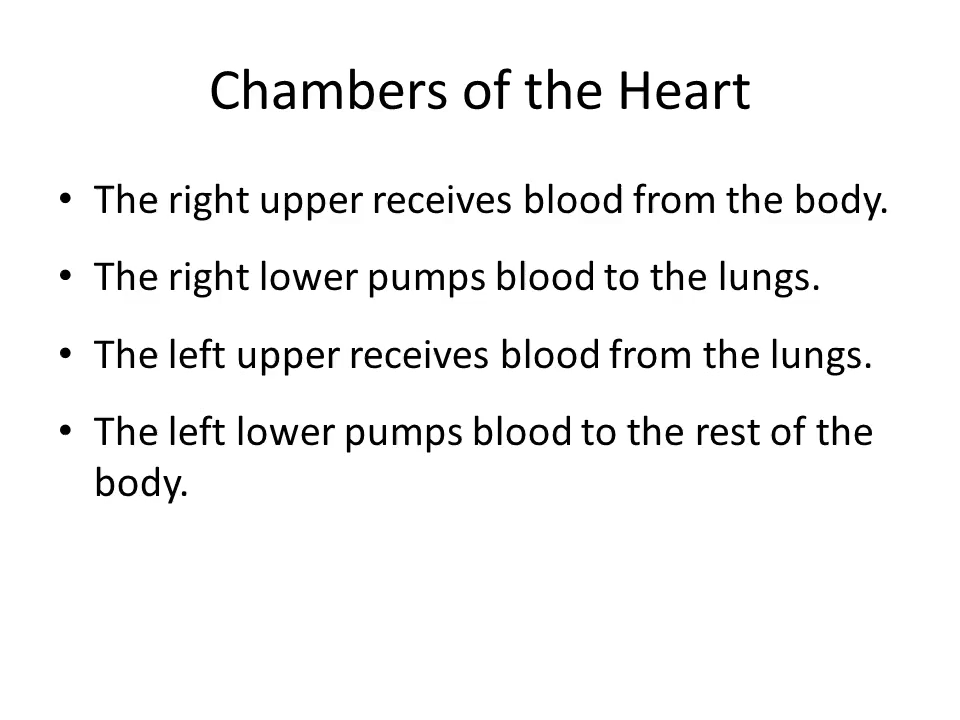 Chambers of the Heart
• The right upper receives blood from the body.
• The right lower pumps blood to the lungs.
• The left upper receives blood from the lungs.
• The left lower pumps blood to the rest of the
body.